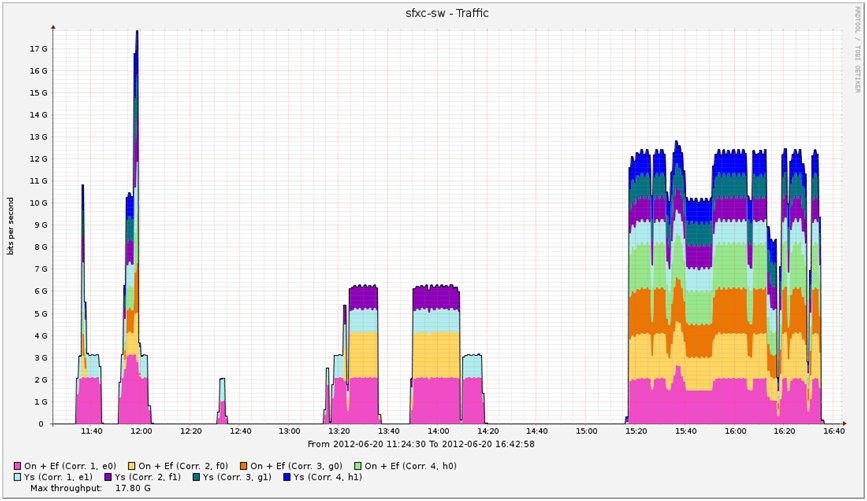 sfxc-sw - Traffic
RRDTOOL / TOBI OETIKER
bits per second
17 G
16 G
15 G
14 G
13 G
12 G
11 G
10 G
9 G
8 G
7 G
6 G
5 G
4 G
3 G
2 G
1 G
0
11:40 12:00 12:20 12:40 13:00 13:20 13:40 14:00 14:20 14:40 15:00 15:20 15:40 16:00 16:20 16:40
From 2012-06-20 11:24:30 To 2012-06-20 16:42:58
On + Ef (Corr. 1, e0) On + Ef (Corr. 2, f0) On + Ef (Corr. 3, g0) On + Ef (Corr. 4, h0)
Ys (Corr. 1, e1) Ys (Corr. 2, f1) Ys (Corr. 3, g1) Ys (Corr. 4, h1)
Max throughput: 17.80 G